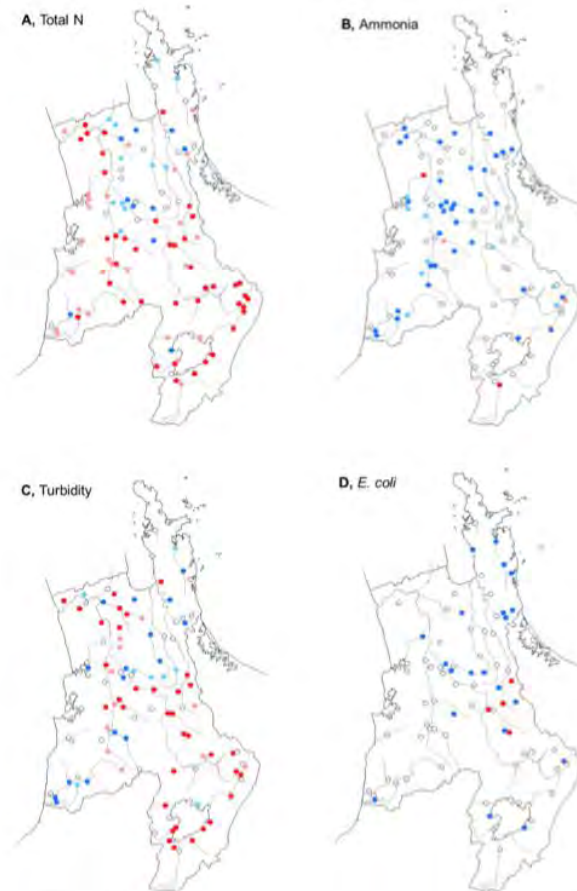 A, Total N
B, Ammonia
C, Turbidity
D, E. coli